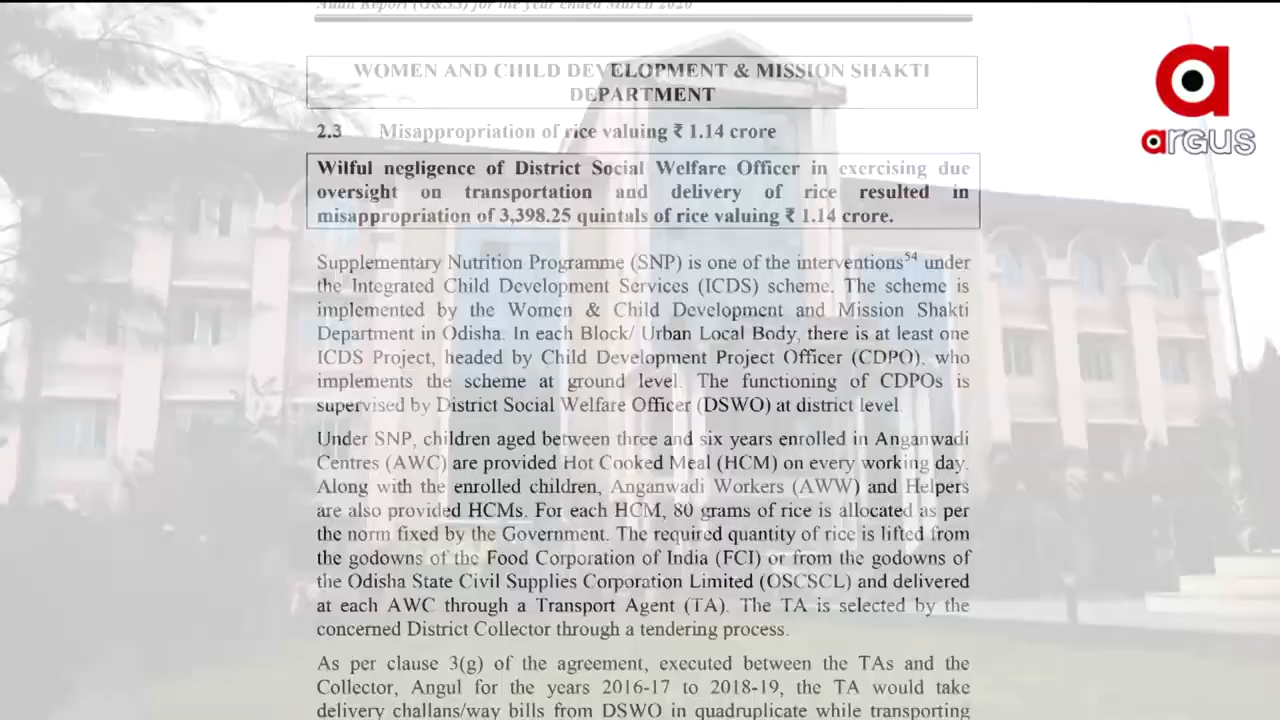 Audit Report (G&SS) for the year ended March 2020
WOMEN AND CHILD DEVELOPMENT & MISSION SHAKTI
DEPARTMENT
2.3 Misappropriation of rice valuing ₹ 1.14 crore
Wilful negligence of District Social Welfare Officer in exercising due
oversight on transportation and delivery of rice resulted in
misappropriation of 3,398.25 quintals of rice valuing ₹ 1.14 crore.
Supplementary Nutrition Programme (SNP) is one of the interventions54 under
the Integrated Child Development Services (ICDS) scheme. The scheme is
implemented by the Women & Child Development and Mission Shakti
Department in Odisha. In each Block/ Urban Local Body, there is at least one
ICDS Project, headed by Child Development Project Officer (CDPO), who
implements the scheme at ground level. The functioning of CDPOs is
supervised by District Social Welfare Officer (DSWO) at district level.
Under SNP, children aged between three and six years enrolled in Anganwadi
Centres (AWC) are provided Hot Cooked Meal (HCM) on every working day.
Along with the enrolled children, Anganwadi Workers (AWW) and Helpers
are also provided HCMs. For each HCM, 80 grams of rice is allocated as per
the norm fixed by the Government. The required quantity of rice is lifted from
the godowns of the Food Corporation of India (FCI) or from the godowns of
the Odisha State Civil Supplies Corporation Limited (OSCSCL) and delivered
at each AWC through a Transport Agent (TA). The TA is selected by the
concerned District Collector through a tendering process.
As per clause 3(g) of the agreement, executed between the TAs and the
Collector, Angul for the years 2016-17 to 2018-19, the TA would take
delivery challans/way bills from DSWO in quadruplicate while transporting
argus